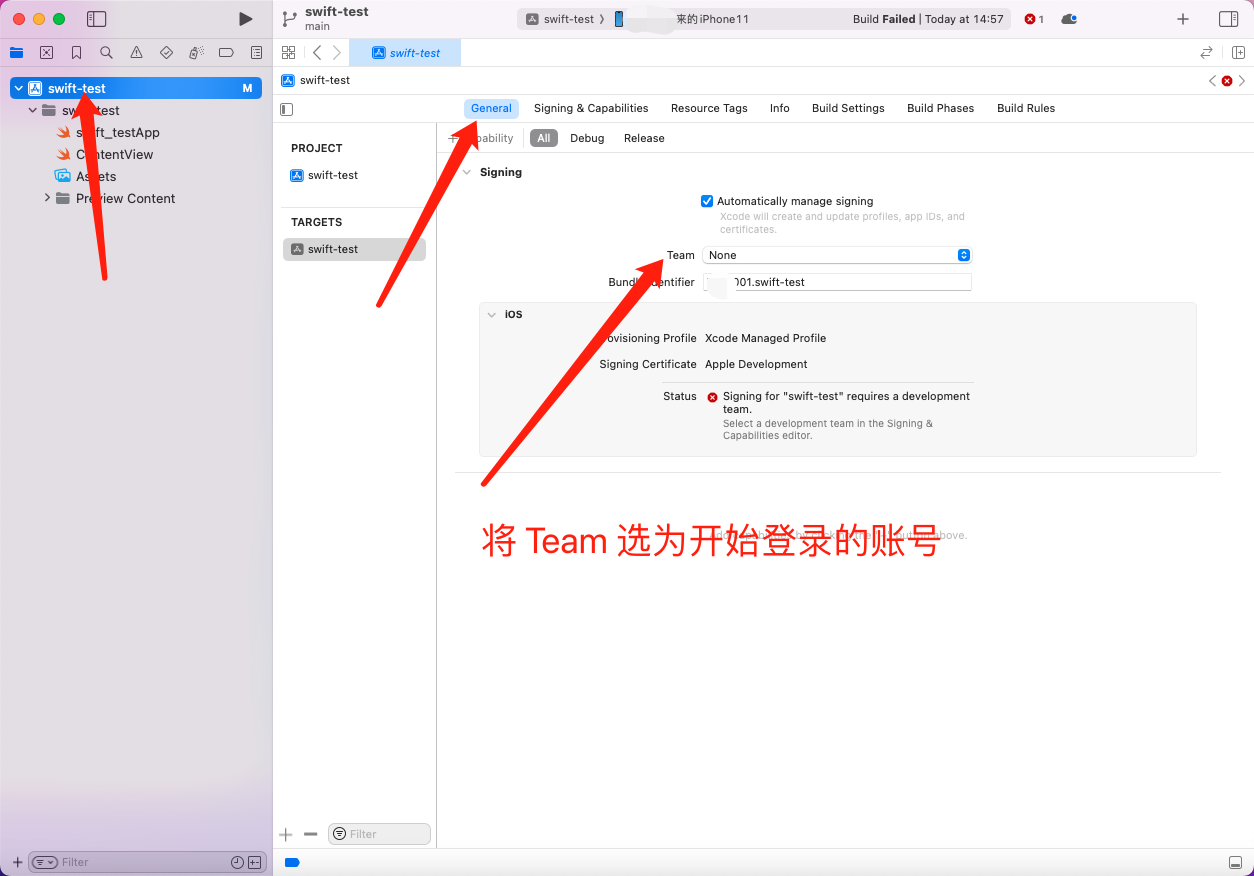 swift-test
main
swift-test
来的iPhone11
Build Failed | Today at 14:57
1
swift-test
swift-test M
swift_testApp
ContentView
Assets
Preview Content
Filter
swift-test
General Signing & Capabilities Resource Tags Info Build Settings Build Phases Build Rules
PROJECT
swift-test
TARGETS
swift-test
Filter
All Debug Release
Signing
Automatically manage signing
Xcode will create and update profiles, app IDs, and
certificates.
Team None
Identifier 001.swift-test
iOS
Provisioning Profile Xcode Managed Profile
Signing Certificate Apple Development
Status Signing for "swift-test" requires a development
team.
Select a development team in the Signing &
Capabilities editor.
将 Team 选为开始登录的账号
above.